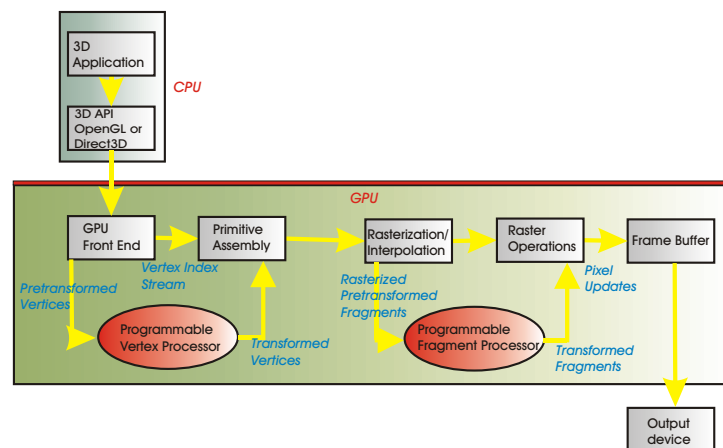 3D
Application
CPU
3D API
OpenGL or
Direct3D
GPU
GPU
Front End
Primitive
Assembly
Rasterization/
Interpolation
Raster
Operations
Frame Buffer
Vertex Index
Stream
Pretransformed
Vertices
Rasterized
Pretransformed
Fragments
Pixel
Updates
Programmable
Vertex Processor
Transformed
Vertices
Programmable
Fragment Processor
Transformed
Fragments
Output
device